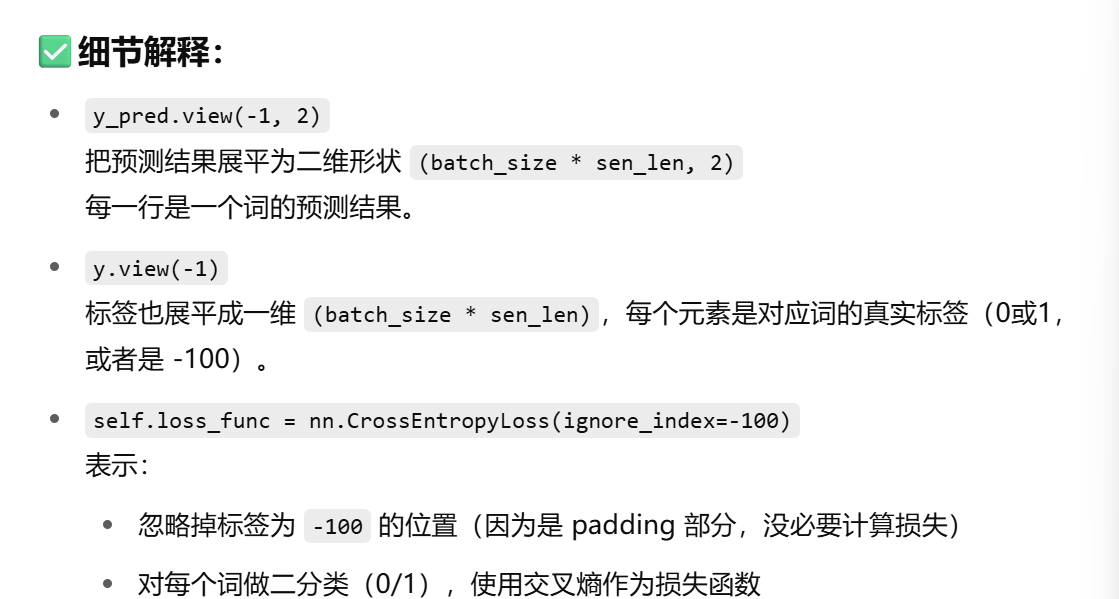 ✅ 细节解释：
• y_pred.view(-1, 2)
把预测结果展平为二维形状 (batch_size * sen_len, 2)
每一行是一个词的预测结果。
• y.view(-1)
标签也展平成一维 (batch_size * sen_len)，每个元素是对应词的真实标签（0或1，
或者是 -100）。
• self.loss_func = nn.CrossEntropyLoss(ignore_index=-100)
表示：
• 忽略掉标签为 -100 的位置（因为是 padding 部分，没必要计算损失）
• 对每个词做二分类（0/1），使用交叉熵作为损失函数